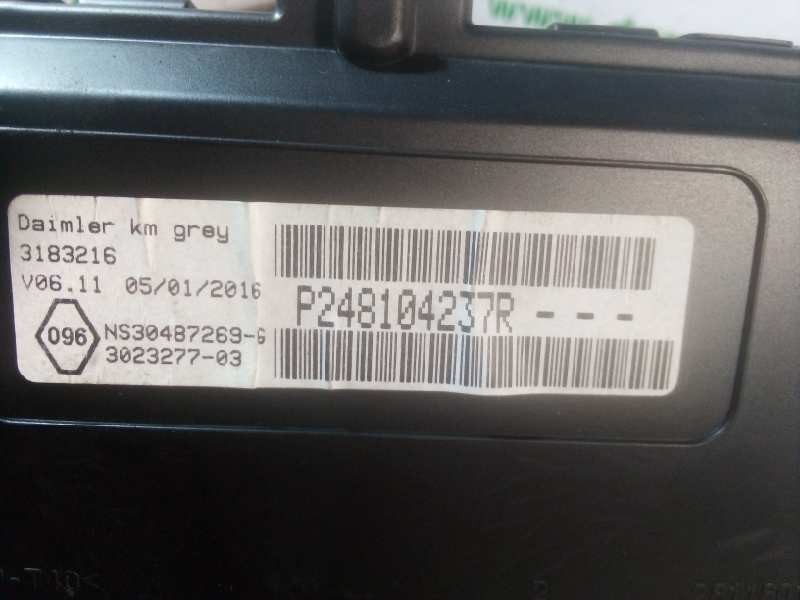 Daimler km grey
3183216
V06.11 05/01/2016
P248104237R - - -
096
NS30487269-G
3023277-03